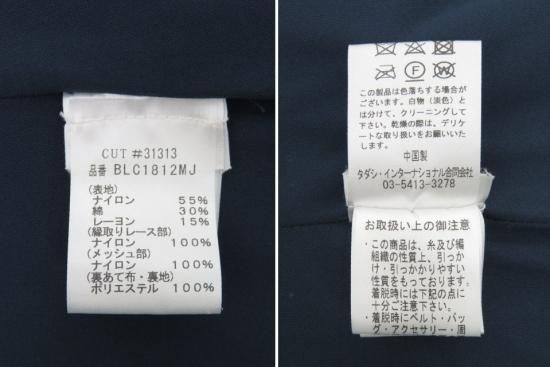 CUT #31313
品番 BLC1812MJ
(表地)
ナイロン 55%
綿 30%
レーヨン 15%
(縁取りレース部)
ナイロン 100%
(メッシュ部)
ナイロン 100%
(裏あて布・裏地)
ポリエステル 100%
この製品は色落ちする場合が
ございます。白物(淡色)と
は分けて、クリーニングして
下さい。乾燥の際は、デリケ
ートな取り扱いをお願いいた
します。
中国製
タダシ・インターナショナル合同会社
03-5413-3278
お取扱い上の御注意
・この商品は、糸及び編
組織の性質上、引っか
け・引っかかりやすい
性質をもっております。
着脱時には下記の点に
十分ご注意下さい。
・着脱時にベルト・バッ
グ・アクセサリー・周